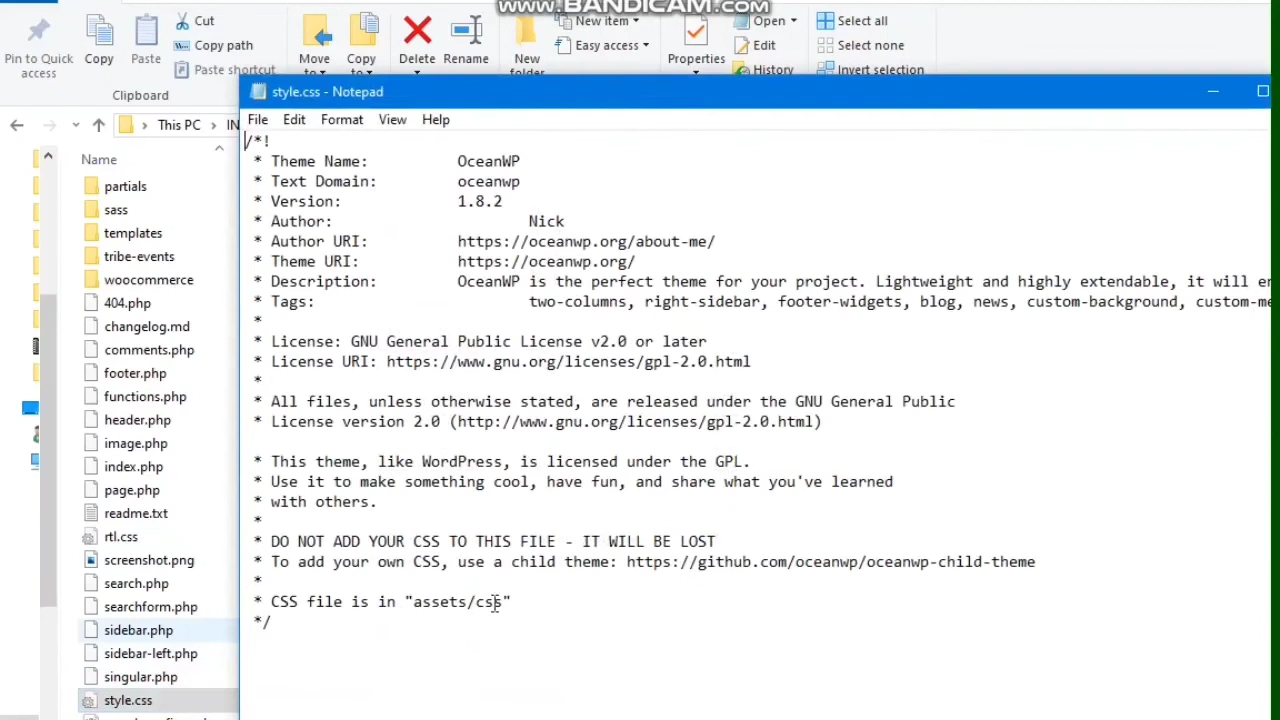 www.BANDICAM.com
Cut
New item
Open
Select all
Pin to Quick access
Copy
Paste
Copy path
Paste shortcut
Move to
Copy to
Delete
Rename
New folder
Easy access
Properties
Edit
History
Select none
Invert selection
Clipboard
style.css - Notepad
This PC
File Edit Format View Help
Name
partials
sass
templates
tribe-events
woocommerce
404.php
changelog.md
comments.php
footer.php
functions.php
header.php
image.php
index.php
page.php
readme.txt
rtl.css
screenshot.png
search.php
searchform.php
sidebar.php
sidebar-left.php
singular.php
style.css
/*!
* Theme Name: OceanWP
* Text Domain: oceanwp
* Version: 1.8.2
* Author: Nick
* Author URI: https://oceanwp.org/about-me/
* Theme URI: https://oceanwp.org/
* Description: OceanWP is the perfect theme for your project. Lightweight and highly extendable, it will
* Tags: two-columns, right-sidebar, footer-widgets, blog, news, custom-background,
*
* License: GNU General Public License v2.0 or later
* License URI: https://www.gnu.org/licenses/gpl-2.0.html
*
* All files, unless otherwise stated, are released under the GNU General Public
* License version 2.0 (http://www.gnu.org/licenses/gpl-2.0.html)
* This theme, like WordPress, is licensed under the GPL.
* Use it to make something cool, have fun, and share what you've learned
* with others.
*
* DO NOT ADD YOUR CSS TO THIS FILE - IT WILL BE LOST
* To add your own CSS, use a child theme: https://github.com/oceanwp/oceanwp-child-theme
*
* CSS file is in "assets/css"
*/